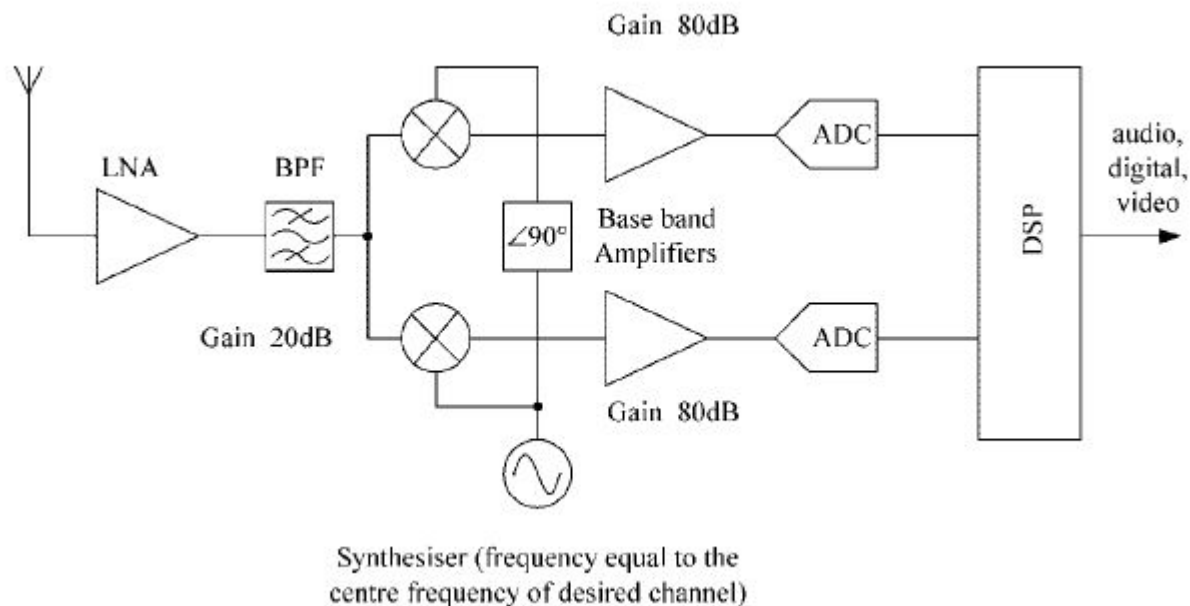 Gain 80dB
LNA
BPF
ADC
audio,
digital,
video
∠90°
Base band
Amplifiers
DSP
Gain 20dB
ADC
Gain 80dB
Synthesiser (frequency equal to the
centre frequency of desired channel)